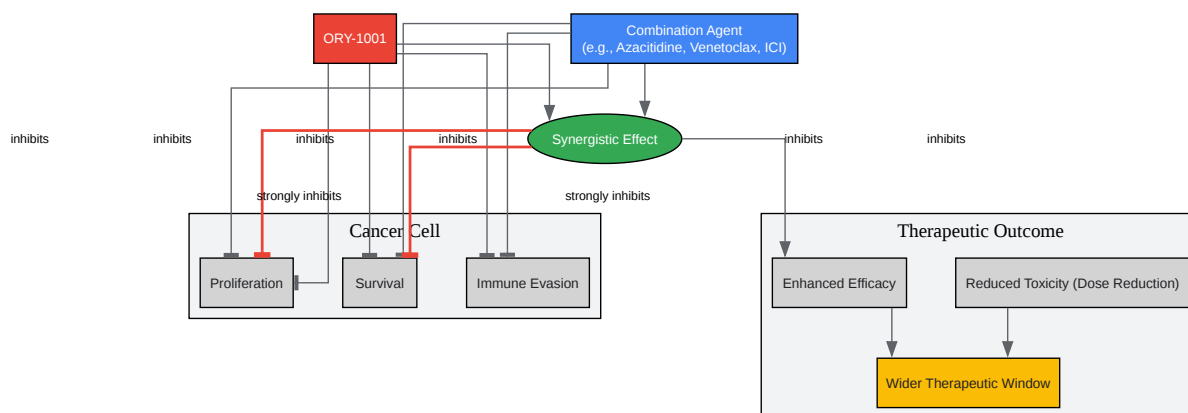 ORY-1001
Combination Agent
(e.g., Azacitidine, Venetoclax, ICI)
inhibits
inhibits
inhibits
inhibits
Synergistic Effect
inhibits
inhibits
strongly inhibits
strongly inhibits
Cancer Cell
Therapeutic Outcome
Proliferation
Survival
Immune Evasion
Enhanced Efficacy
Reduced Toxicity (Dose Reduction)
Wider Therapeutic Window